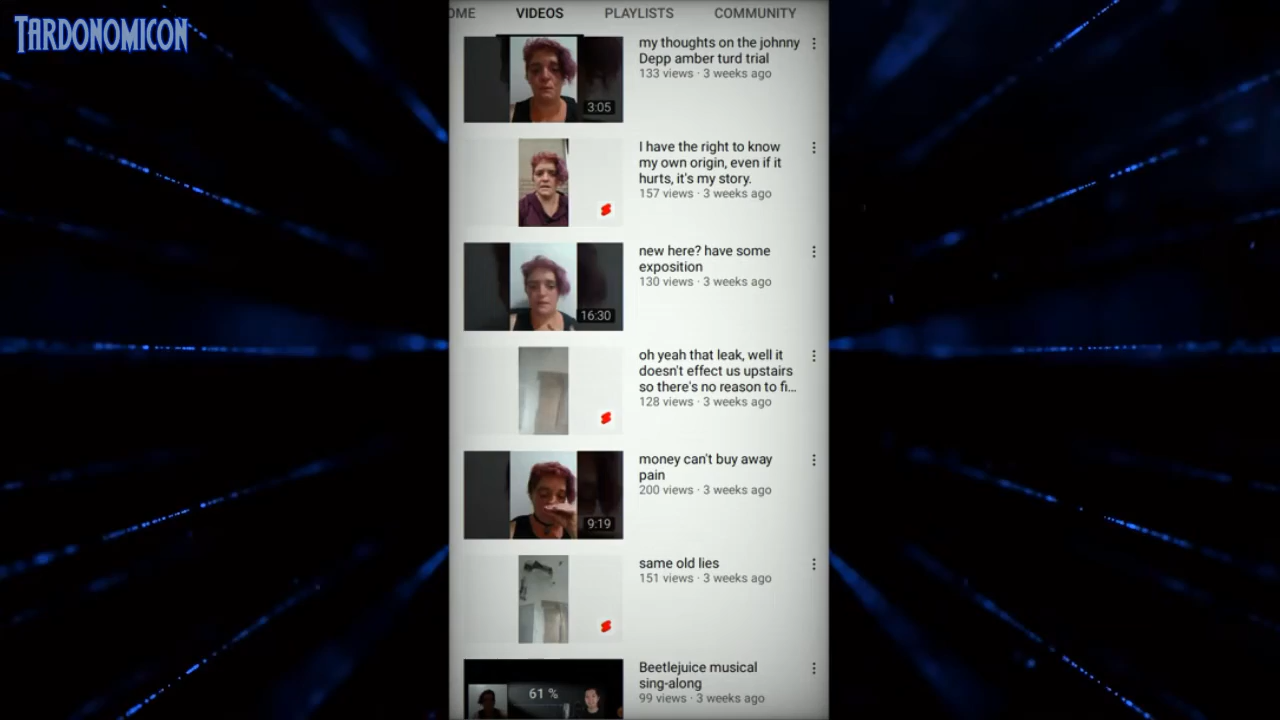 TARDONOMICON
OME VIDEOS PLAYLISTS COMMUNITY
my thoughts on the johnny
Depp amber turd trial
133 views · 3 weeks ago
3:05
I have the right to know
my own origin, even if it
hurts, it's my story.
157 views · 3 weeks ago
new here? have some
exposition
130 views · 3 weeks ago
16:30
oh yeah that leak, well it
doesn't effect us upstairs
so there's no reason to fi...
128 views · 3 weeks ago
money can't buy away
pain
200 views · 3 weeks ago
9:19
same old lies
151 views · 3 weeks ago
Beetlejuice musical
sing-along
99 views · 3 weeks ago
61 %